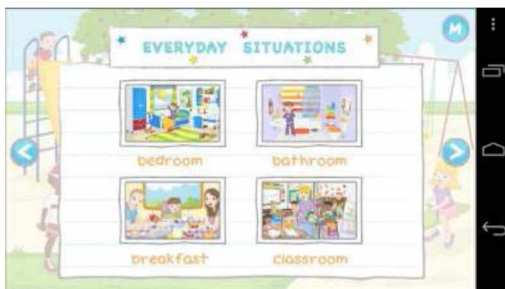 EVERYDAY SITUATIONS
M
bedroom
bathroom
breakfast
classroom